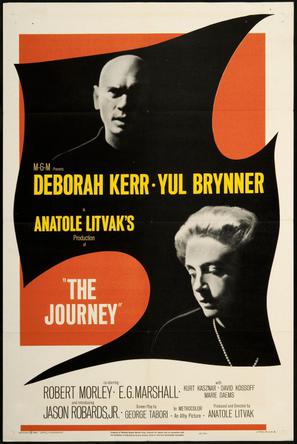 M-G-M Presents
DEBORAH KERR · YUL BRYNNER
in
ANATOLE LITVAK'S
Production
of
"THE
JOURNEY"
co-starring
ROBERT MORLEY · E.G. MARSHALL ·
with
KURT KASZNAR · DAVID KOSSOFF
MARIE DAEMS
and introducing
JASON ROBARDS, JR.
Screen Play by
GEORGE TABORI
In METROCOLOR
An Alby Picture
Produced and Directed by
ANATOLE LITVAK